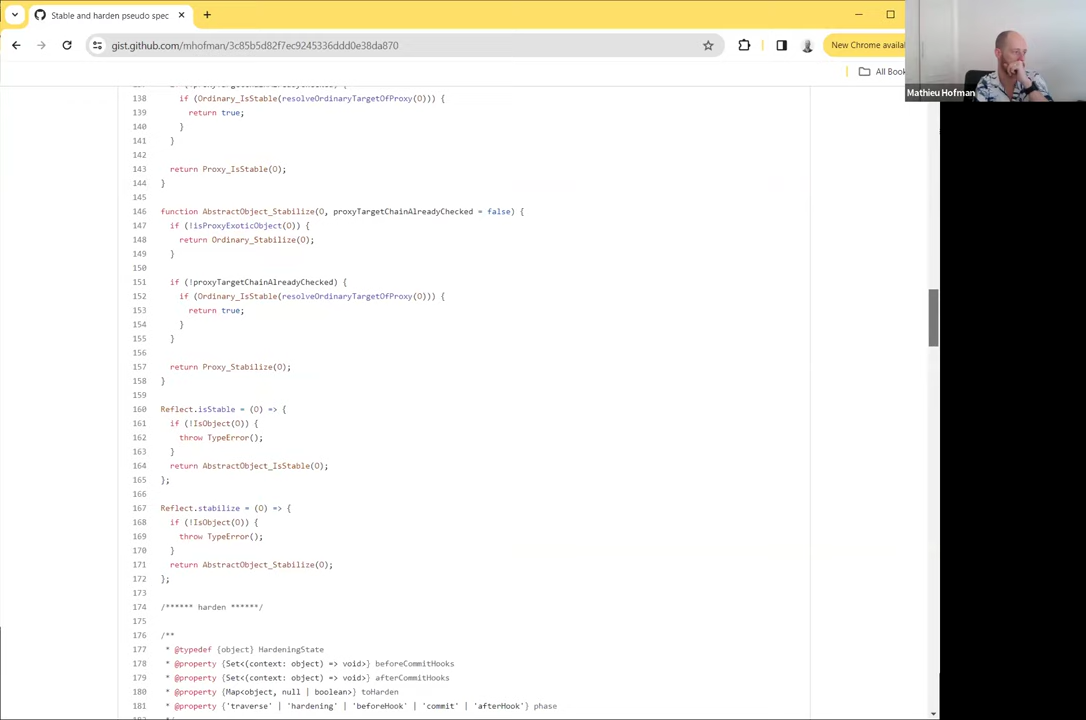 Stable and harden pseudo spec
gist.github.com/mhofman/3c85b5d82f7ec9245336ddd0e38da870
New Chrome availa
All Boo
Mathieu Hofman
138 if (Ordinary_IsStable(resolveOrdinaryTargetOfProxy(O))) {
139 return true;
140 }
141 }
142
143 return Proxy_IsStable(O);
144 }
145
146 function AbstractObject_Stabilize(O, proxyTargetChainAlreadyChecked = false) {
147 if (!isProxyExoticObject(O)) {
148 return Ordinary_Stabilize(O);
149 }
150
151 if (!proxyTargetChainAlreadyChecked) {
152 if (Ordinary_IsStable(resolveOrdinaryTargetOfProxy(O))) {
153 return true;
154 }
155 }
156
157 return Proxy_Stabilize(O);
158 }
159
160 Reflect.isStable = (O) => {
161 if (!IsObject(O)) {
162 throw TypeError();
163 }
164 return AbstractObject_IsStable(O);
165 };
166
167 Reflect.stabilize = (O) => {
168 if (!IsObject(O)) {
169 throw TypeError();
170 }
171 return AbstractObject_Stabilize(O);
172 };
173
174 /****** harden ******/
175
176 /**
177 * @typedef {object} HardeningState
178 * @property {Set<(context: object) => void>} beforeCommitHooks
179 * @property {Set<(context: object) => void>} afterCommitHooks
180 * @property {Map<object, null | boolean>} toHarden
181 * @property {'traverse' | 'hardening' | 'beforeHook' | 'commit' | 'afterHook'} phase